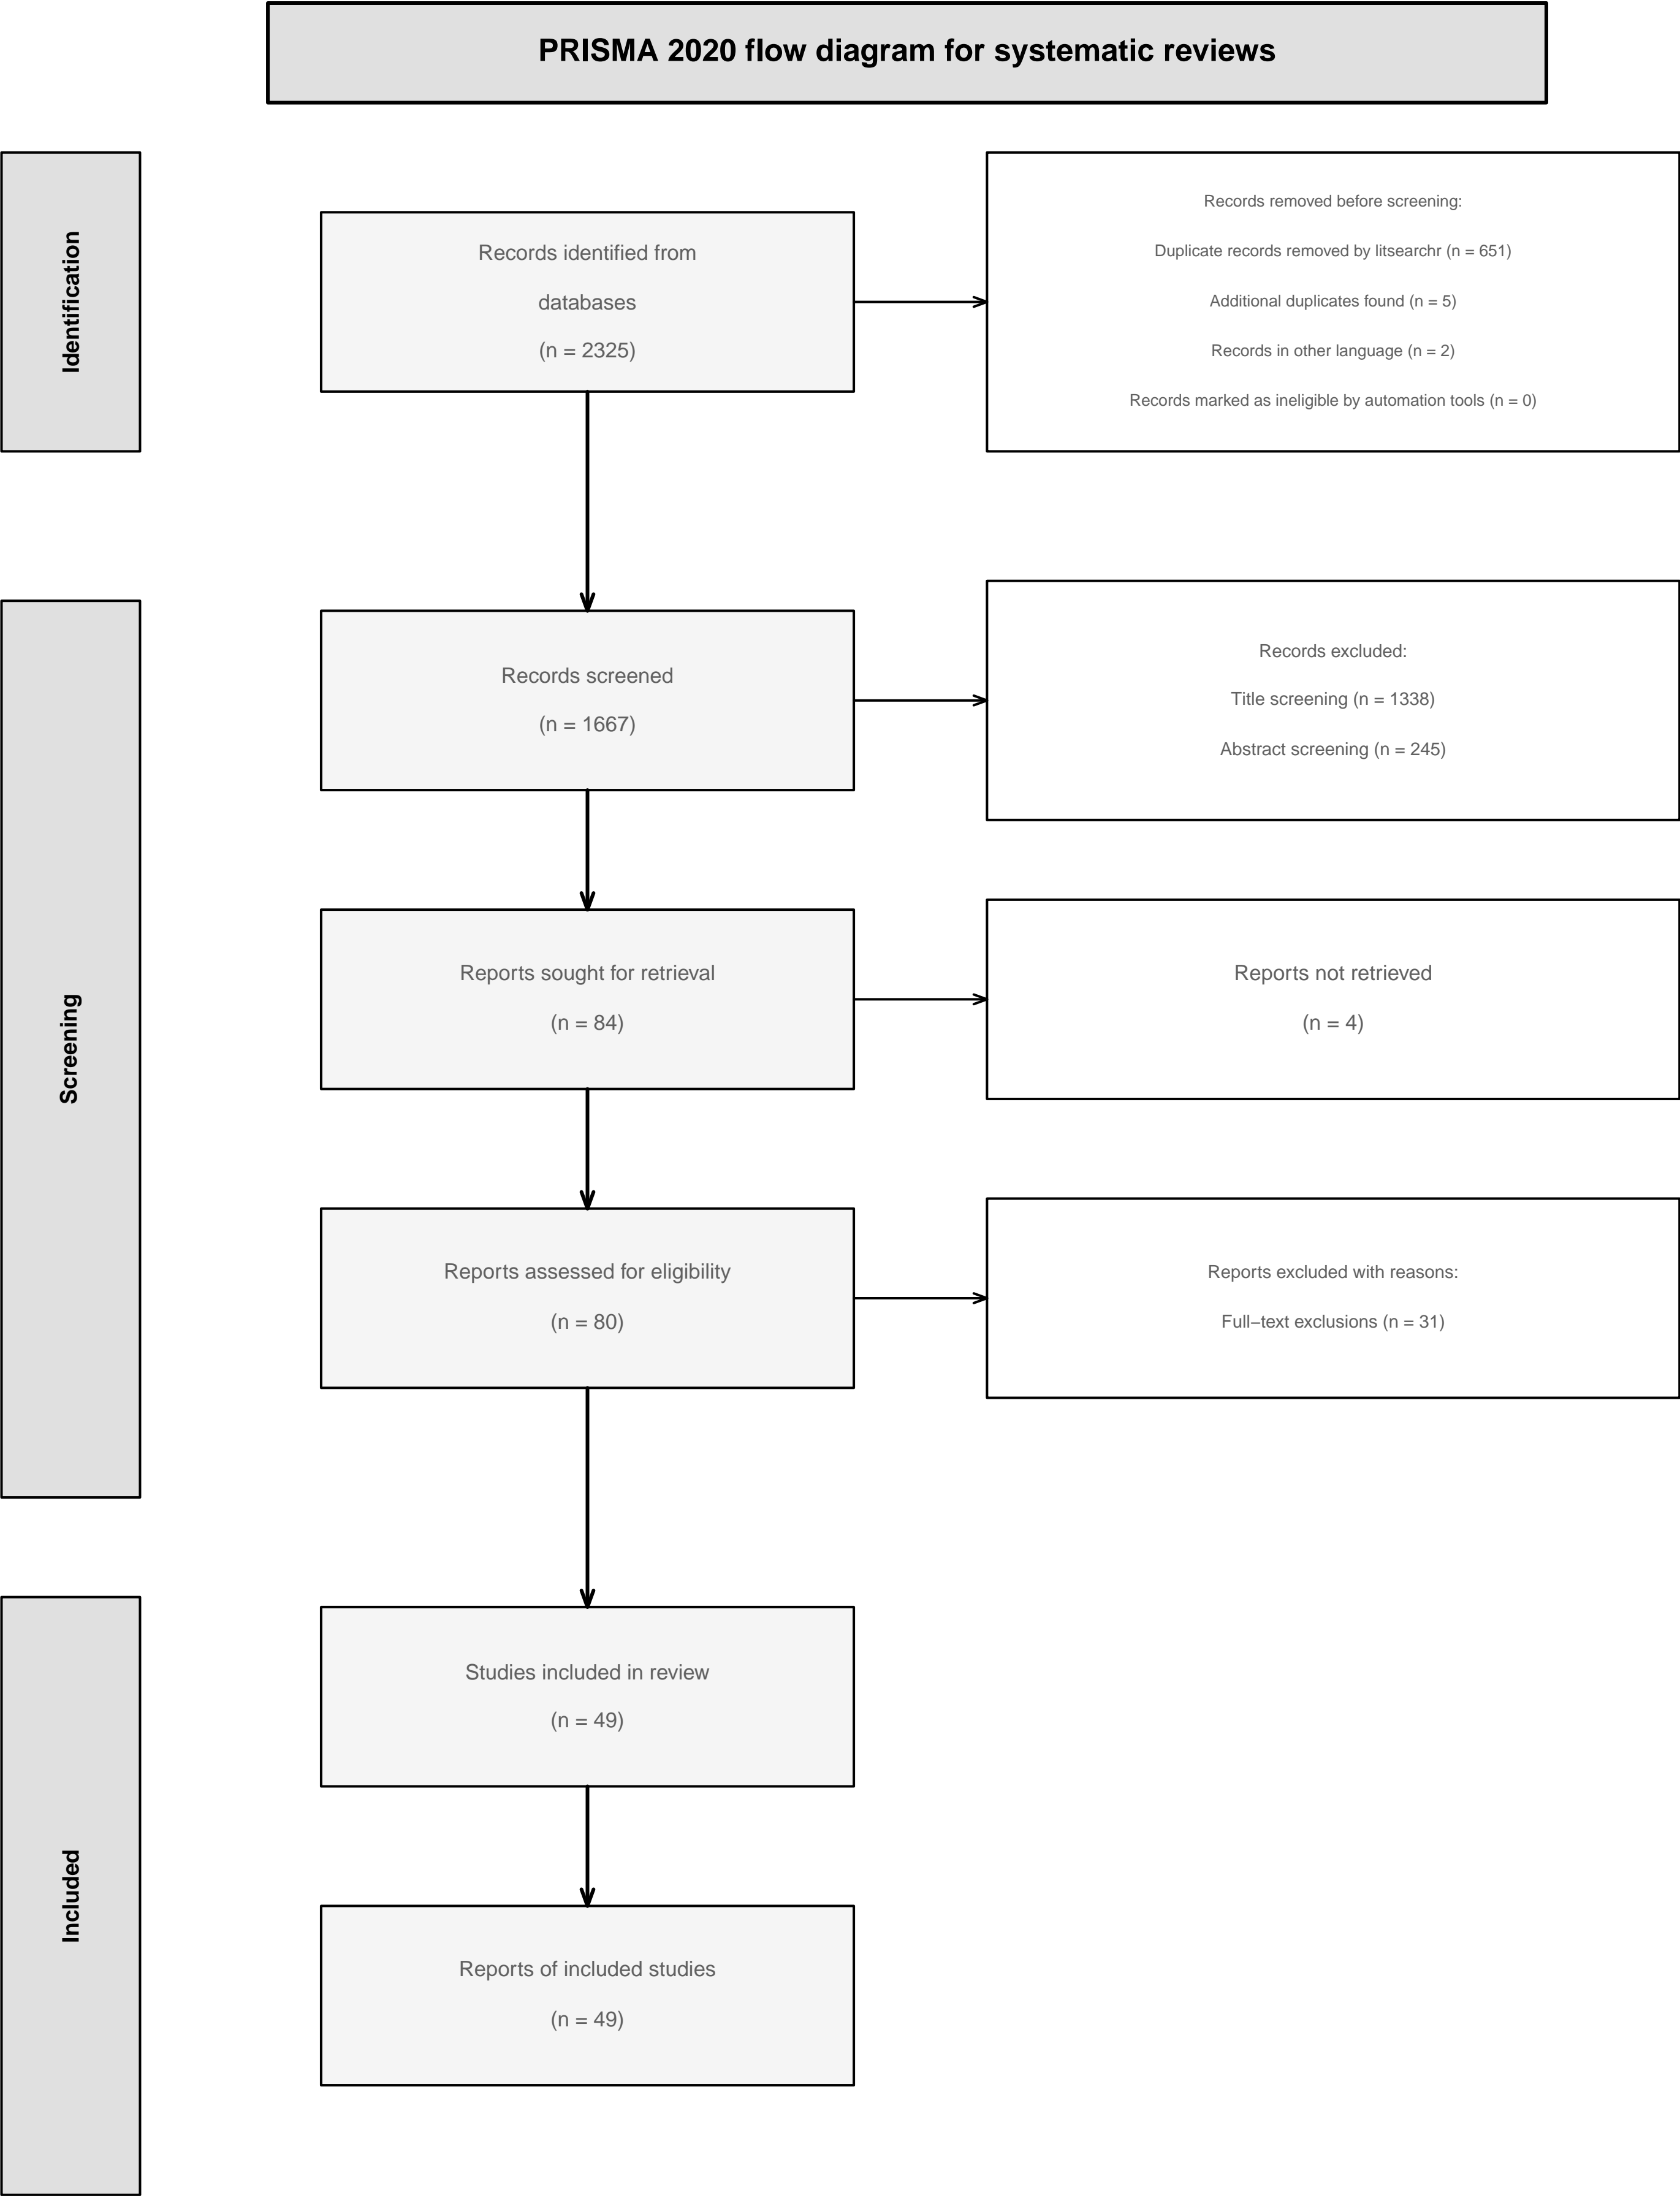 PRISMA 2020 flow diagram for systematic reviews
Identification
Records identified from
databases
(n = 2325)
Records removed before screening:
Duplicate records removed by litsearchr (n = 651)
Additional duplicates found (n = 5)
Records in other language (n = 2)
Records marked as ineligible by automation tools (n = 0)
Screening
Records screened
(n = 1667)
Records excluded:
Title screening (n = 1338)
Abstract screening (n = 245)
Reports sought for retrieval
(n = 84)
Reports not retrieved
(n = 4)
Reports assessed for eligibility
(n = 80)
Reports excluded with reasons:
Full−text exclusions (n = 31)
Included
Studies included in review
(n = 49)
Reports of included studies
(n = 49)